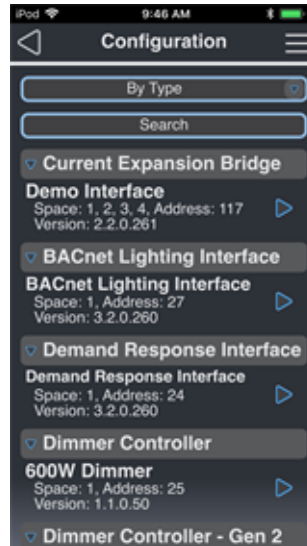 iPod 9:46 AM
Configuration
By Type
Search
Current Expansion Bridge
Demo Interface
Space: 1, 2, 3, 4, Address: 117
Version: 2.2.0.261
BACnet Lighting Interface
BACnet Lighting Interface
Space: 1, Address: 27
Version: 3.2.0.260
Demand Response Interface
Demand Response Interface
Space: 1, Address: 24
Version: 3.2.0.260
Dimmer Controller
600W Dimmer
Space: 1, Address: 25
Version: 1.1.0.50
Dimmer Controller - Gen 2